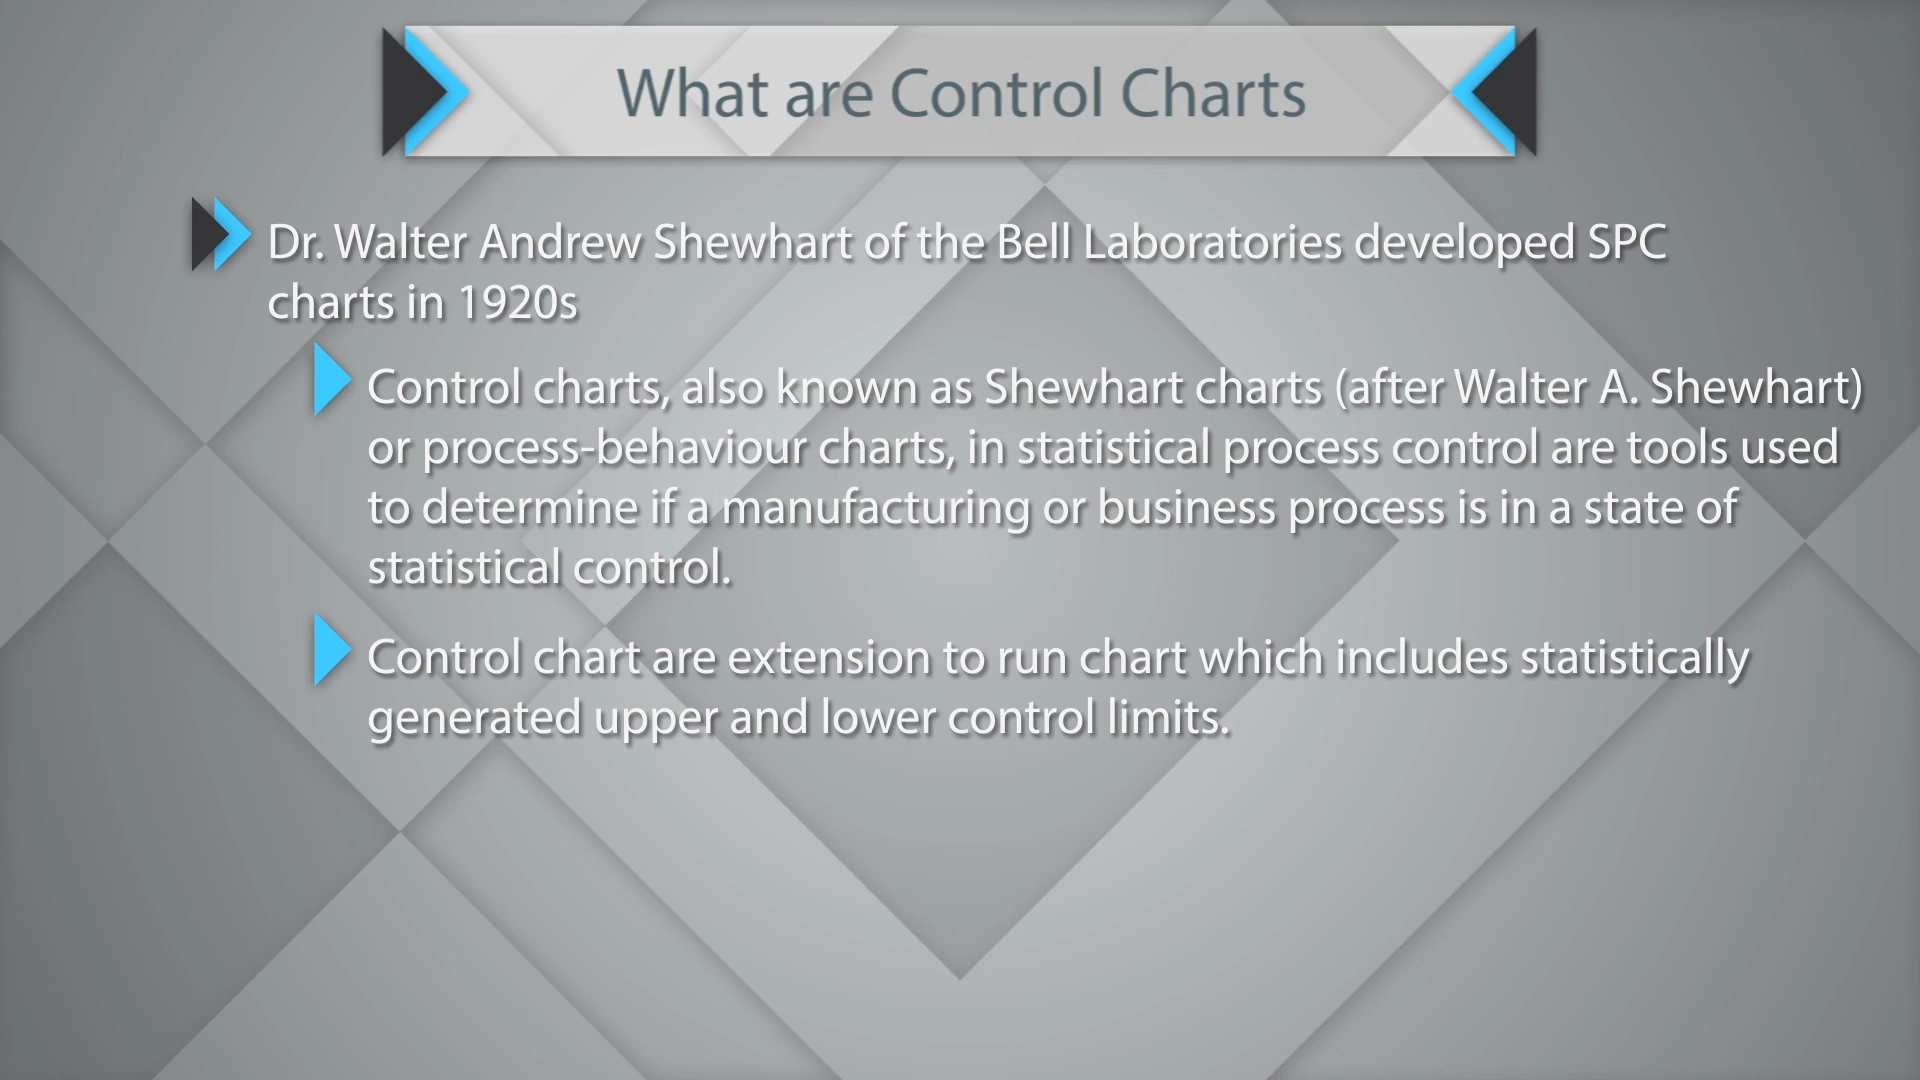 What are Control Charts
Dr. Walter Andrew Shewhart of the Bell Laboratories developed SPC
charts in 1920s
Control charts, also known as Shewhart charts (after Walter A. Shewhart)
or process-behaviour charts, in statistical process control are tools used
to determine if a manufacturing or business process is in a state of
statistical control.
Control chart are extension to run chart which includes statistically
generated upper and lower control limits.